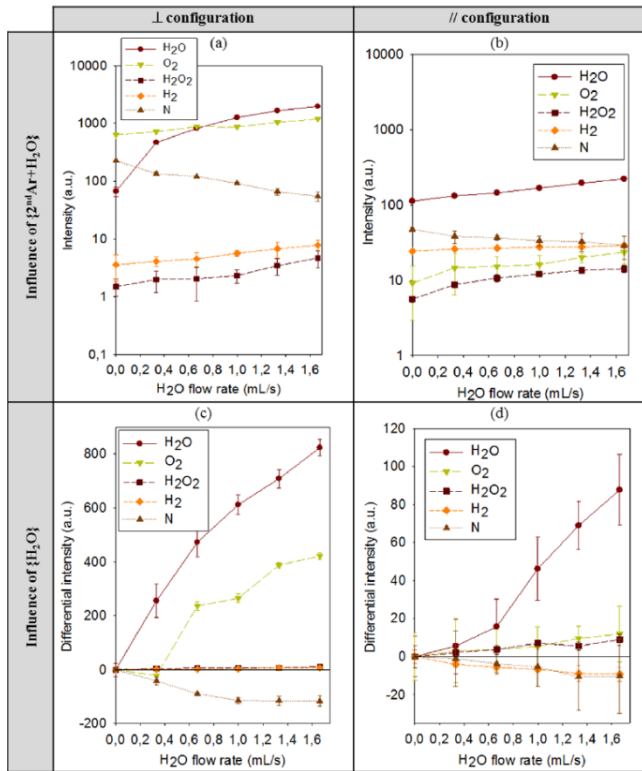 ⊥ configuration
// configuration
Influence of {2ndAr+H2O}
(a)
H2O
O2
H2O2
H2
N
Intensity (a.u.)
10000
1000
100
10
1
0,1
0,0 0,2 0,4 0,6 0,8 1,0 1,2 1,4 1,6
H2O flow rate (mL/s)
(b)
H2O
O2
H2O2
H2
N
Intensity (a.u.)
10000
1000
100
10
1
0,0 0,2 0,4 0,6 0,8 1,0 1,2 1,4 1,6
H2O flow rate (mL/s)
Influence of {H2O}
(c)
H2O
O2
H2O2
H2
N
Differential intensity (a.u.)
800
600
400
200
0
-200
0,0 0,2 0,4 0,6 0,8 1,0 1,2 1,4 1,6
H2O flow rate (mL/s)
(d)
H2O
O2
H2O2
H2
N
Differential intensity (a.u.)
120
100
80
60
40
20
0
-20
0,0 0,2 0,4 0,6 0,8 1,0 1,2 1,4 1,6
H2O flow rate (mL/s)